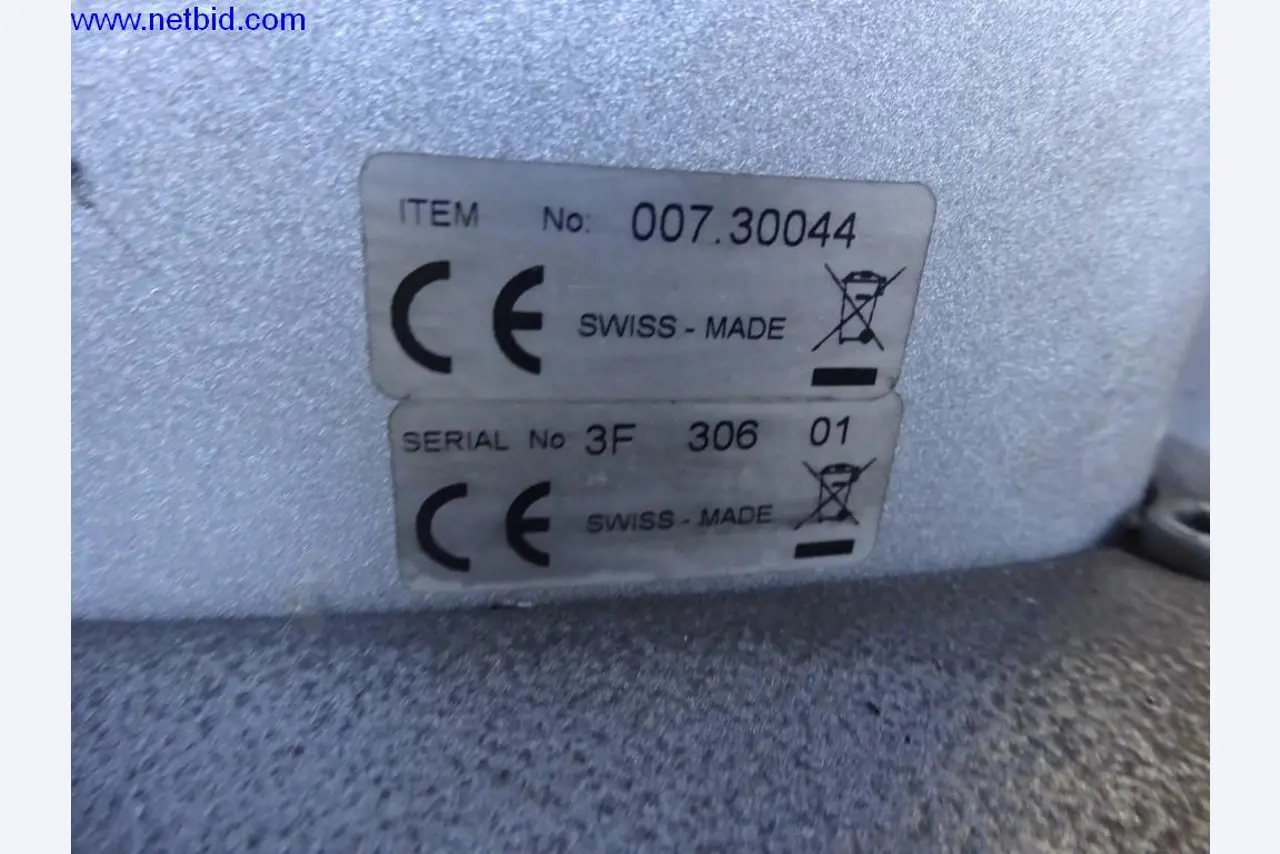 www.netbid.com
ITEM No: 007.30044
CE SWISS - MADE
SERIAL No 3F 306 01
CE SWISS - MADE